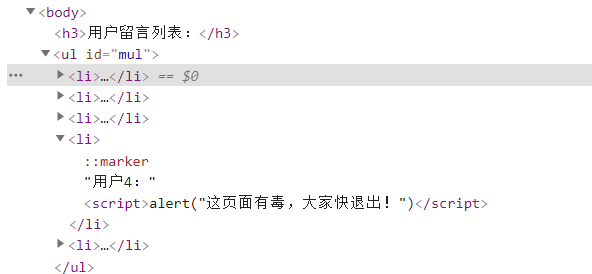 <body>
<h3>用户留言列表：</h3>
<ul id="mul">
<li>…</li> == $0
<li>…</li>
<li>…</li>
<li>
::marker
"用户4："
<script>alert("这页面有毒，大家快退出！")</script>
</li>
<li>…</li>
</ul>